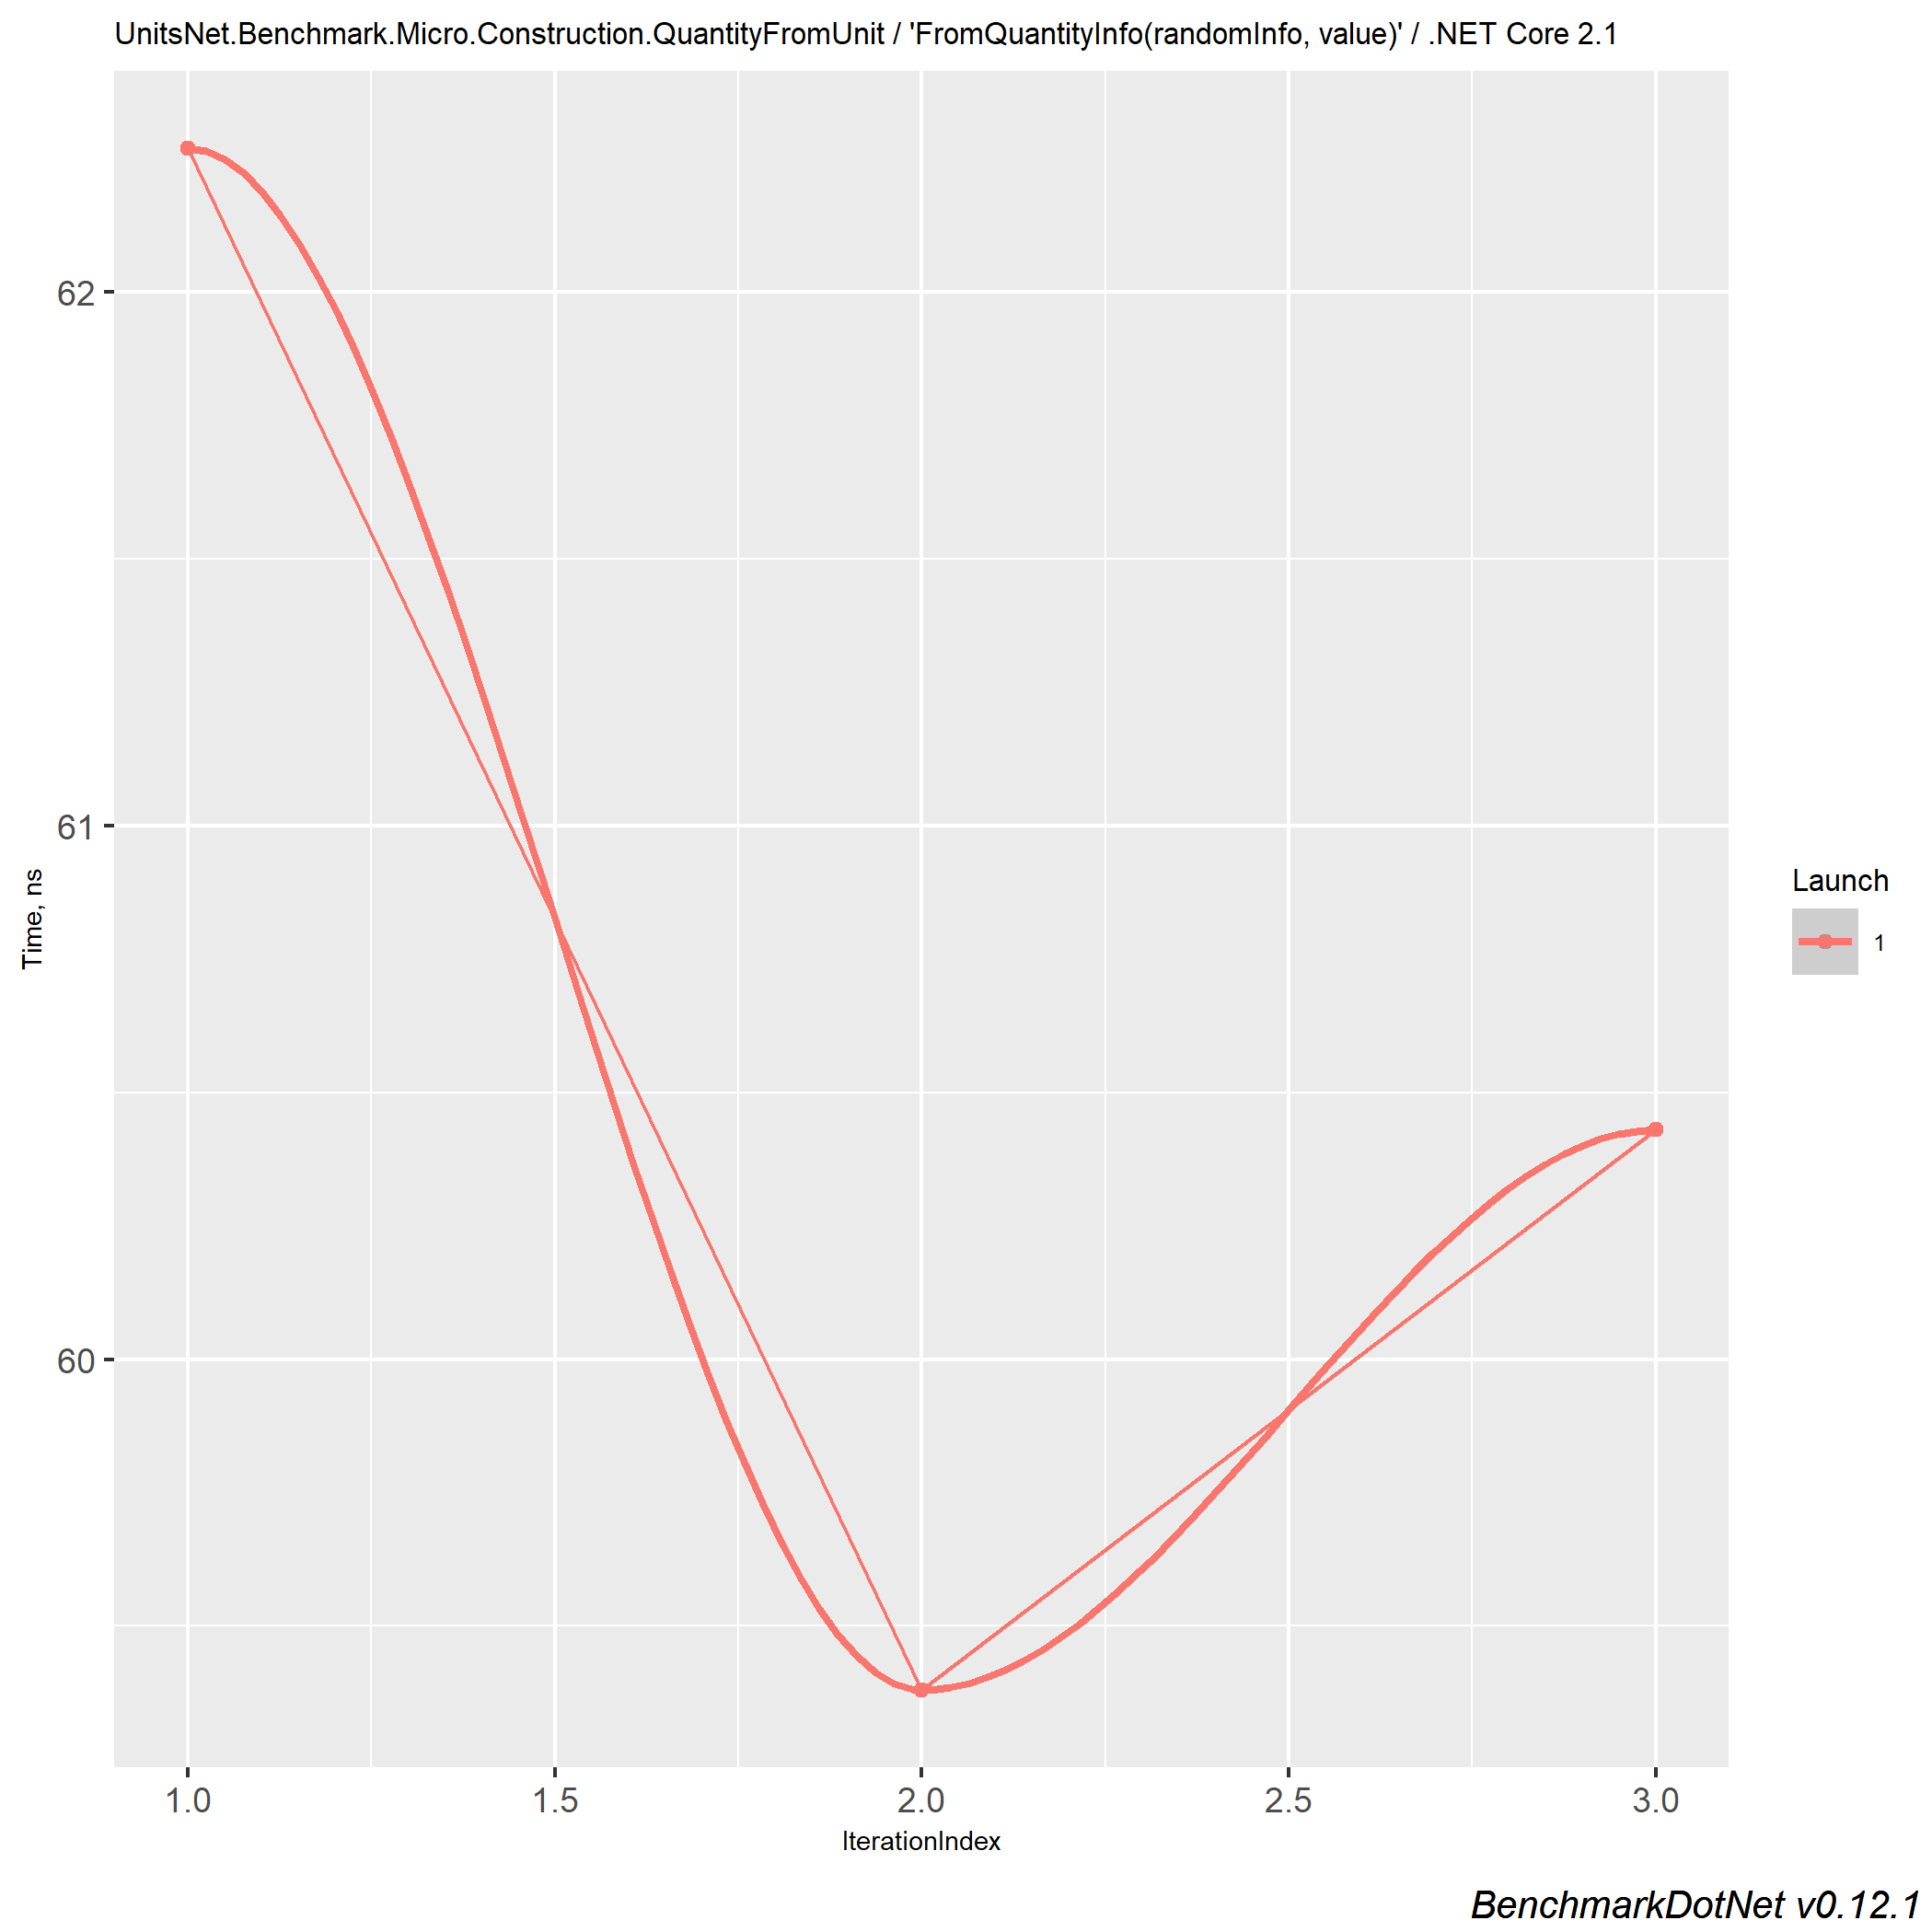 UnitsNet.Benchmark.Micro.Construction.QuantityFromUnit / 'FromQuantityInfo(randomInfo, value)' / .NET Core 2.1
62
61
60
Time, ns
1.0 1.5 2.0 2.5 3.0
IterationIndex
Launch
1
BenchmarkDotNet v0.12.1